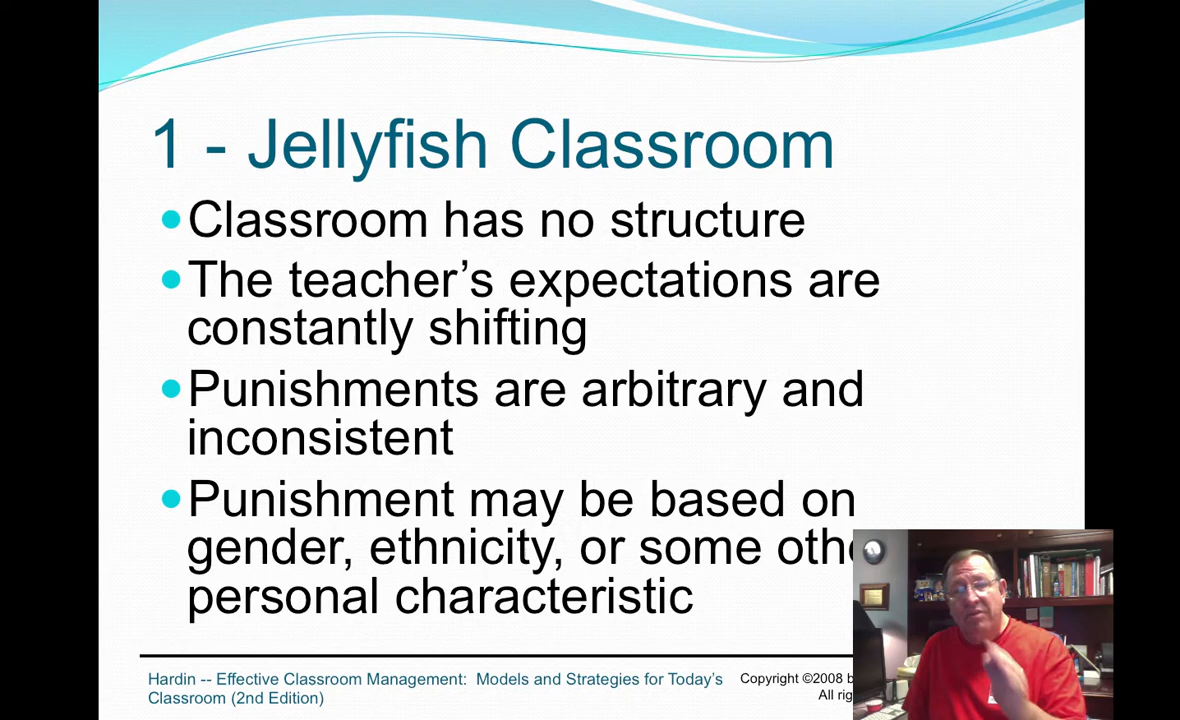 1 - Jellyfish Classroom
•Classroom has no structure
•The teacher’s expectations are
constantly shifting
•Punishments are arbitrary and
inconsistent
•Punishment may be based on
gender, ethnicity, or some
personal characteristic
Hardin -- Effective Classroom Management: Models and Strategies for Today’s
Classroom (2nd Edition)
Copyright ©2008
All